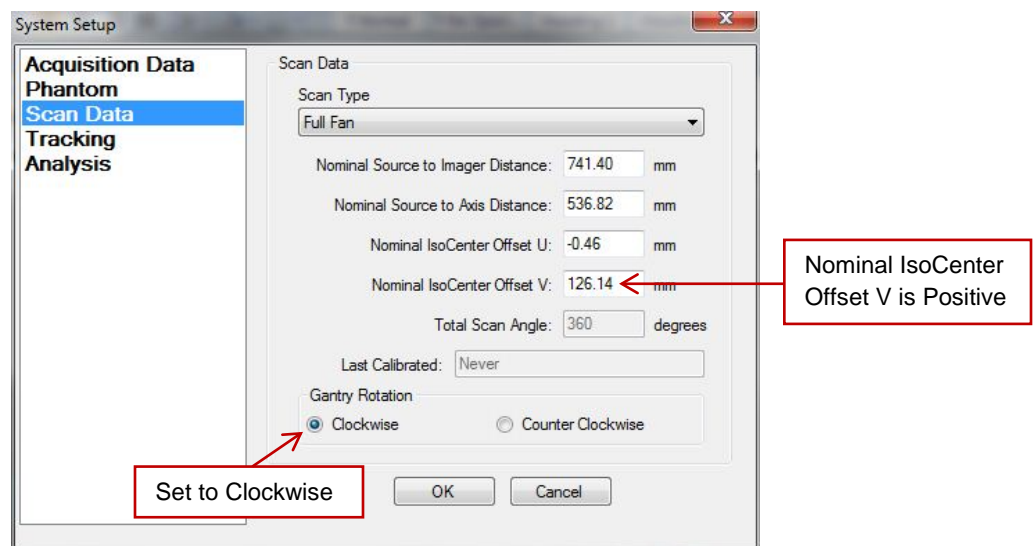 System Setup
Acquisition Data
Phantom
Scan Data
Tracking
Analysis
Scan Data
Scan Type
Full Fan
Nominal Source to Imager Distance: 741.40 mm
Nominal Source to Axis Distance: 536.82 mm
Nominal IsoCenter Offset U: -0.46 mm
Nominal IsoCenter Offset V: 126.14 mm
Total Scan Angle: 360 degrees
Last Calibrated: Never
Gantry Rotation
Clockwise Counter Clockwise
OK Cancel
Nominal IsoCenter
Offset V is Positive
Set to Clockwise